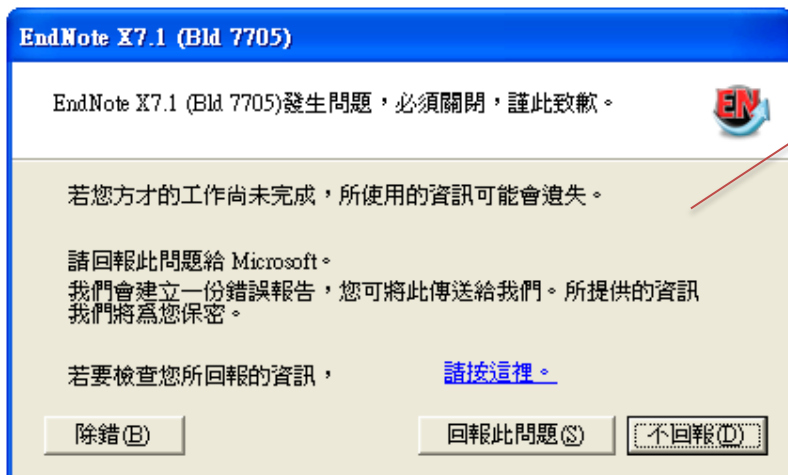 EndNote X7.1 (Bld 7705)
EndNote X7.1 (Bld 7705)發生問題，必須關閉，謹此致歉。
EN
若您方才的工作尚未完成，所使用的資訊可能會遺失。
請回報此問題給 Microsoft。
我們會建立一份錯誤報告，您可將此傳送給我們。所提供的資訊
我們將為您保密。
若要檢查您所回報的資訊， 請按這裡。
除錯(B) 回報此問題(S) 不回報(D)